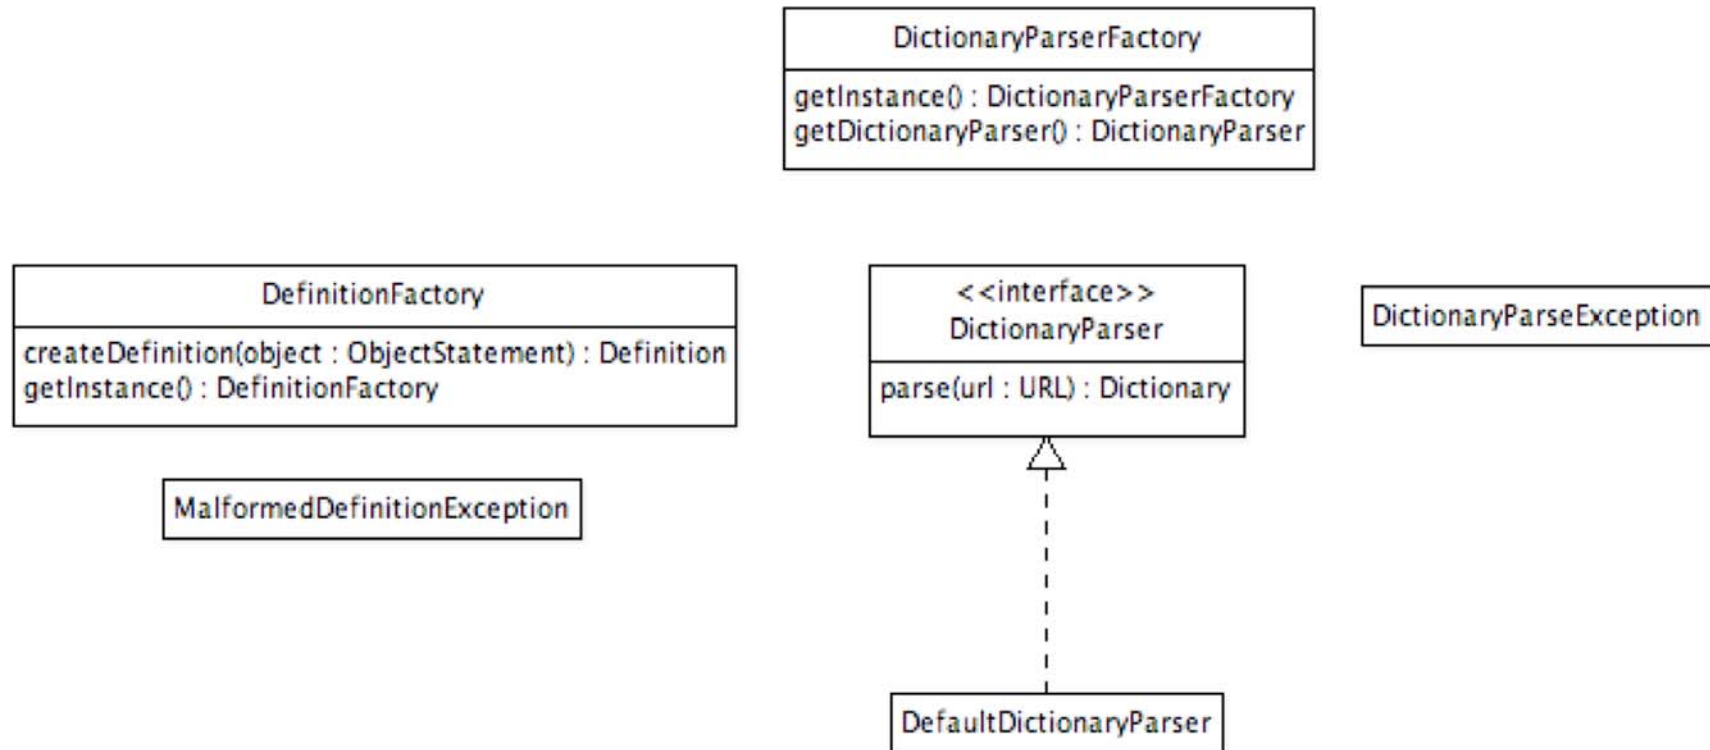 DictionaryParserFactory
getInstance() : DictionaryParserFactory
getDictionaryParser() : DictionaryParser
DefinitionFactory
createDefinition(object : ObjectStatement) : Definition
getInstance() : DefinitionFactory
MalformedDefinitionException
<<interface>>
DictionaryParser
parse(url : URL) : Dictionary
DictionaryParseException
DefaultDictionaryParser